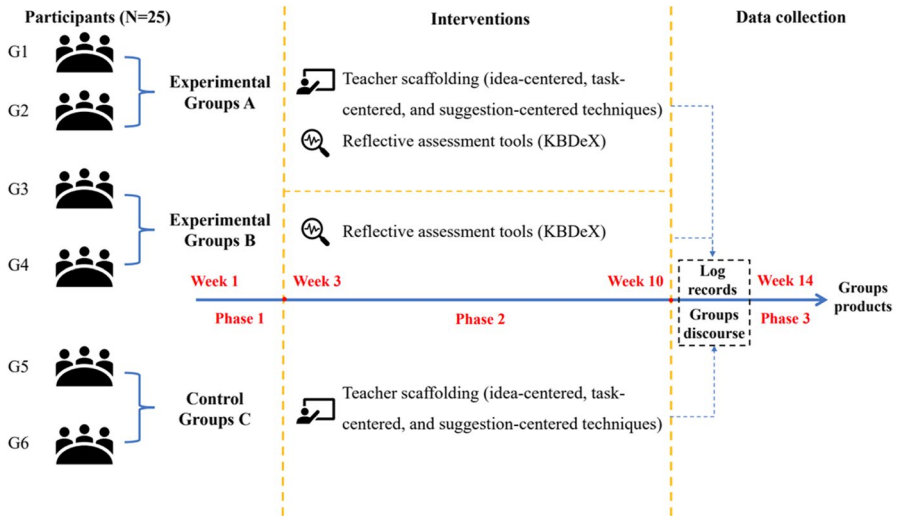 Participants (N=25)
Interventions
Data collection
G1
G2
Experimental
Groups A
Teacher scaffolding (idea-centered, task-
centered, and suggestion-centered techniques)
Reflective assessment tools (KBDeX)
G3
G4
Experimental
Groups B
Reflective assessment tools (KBDeX)
Week 1
Week 3
Week 10
Log
records
Week 14
Groups
products
Phase 1
Phase 2
Groups
discourse
Phase 3
G5
G6
Control
Groups C
Teacher scaffolding (idea-centered, task-
centered, and suggestion-centered techniques)